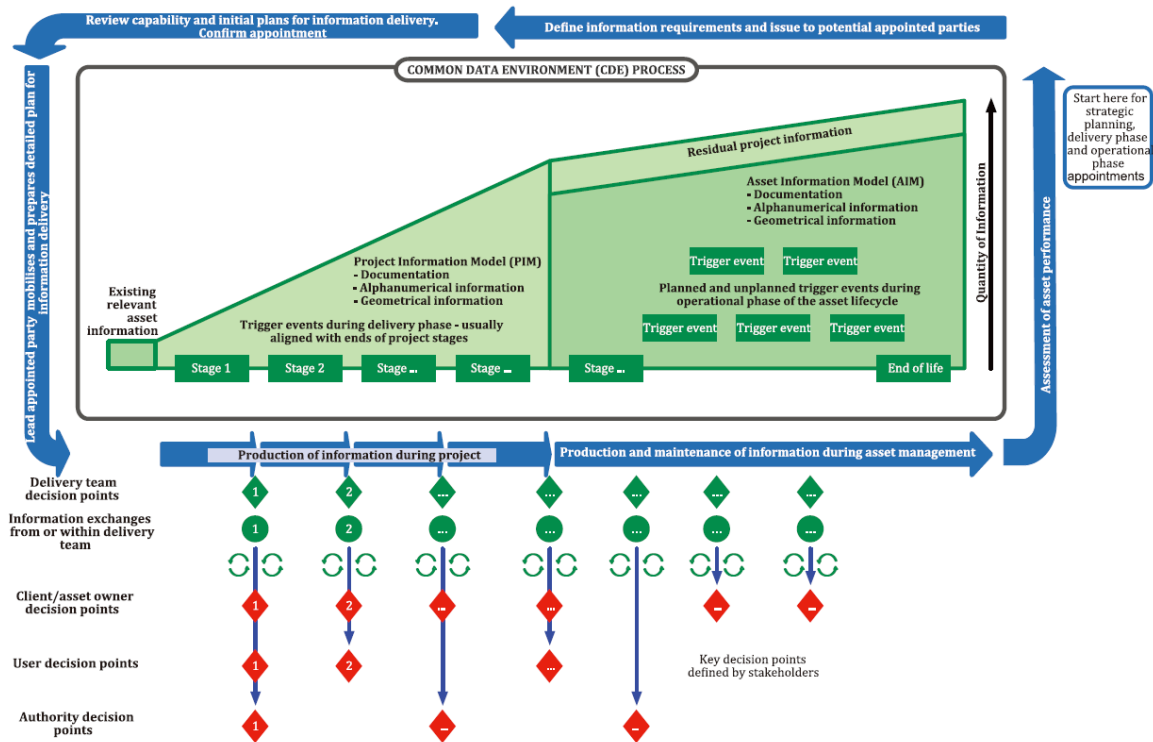 Review capability and initial plans for information delivery.
Confirm appointment
Define information requirements and issue to potential appointed parties
Lead appointed party mobilises and prepares detailed plan for
information delivery
COMMON DATA ENVIRONMENT (CDE) PROCESS
Start here for
strategic
planning,
delivery phase
and operational
phase
appointments
Assessment of asset performance
Quantity of Information
Residual project information
Asset Information Model (AIM)
- Documentation
- Alphanumerical information
- Geometrical information
Project Information Model (PIM)
- Documentation
- Alphanumerical information
- Geometrical information
Trigger event
Trigger event
Planned and unplanned trigger events during
operational phase of the asset lifecycle
Trigger event
Trigger event
Trigger event
Existing
relevant
asset
information
Trigger events during delivery phase - usually
aligned with ends of project stages
Stage 1
Stage 2
Stage ...
Stage ...
Stage ...
End of life
Production of information during project
Production and maintenance of information during asset management
Delivery team
decision points
1
2
...
...
...
...
...
Information exchanges
from or within delivery
team
1
2
...
...
...
...
...
Client/asset owner
decision points
1
2
...
...
...
...
User decision points
1
2
...
Key decision points
defined by stakeholders
Authority decision
points
1
...
...